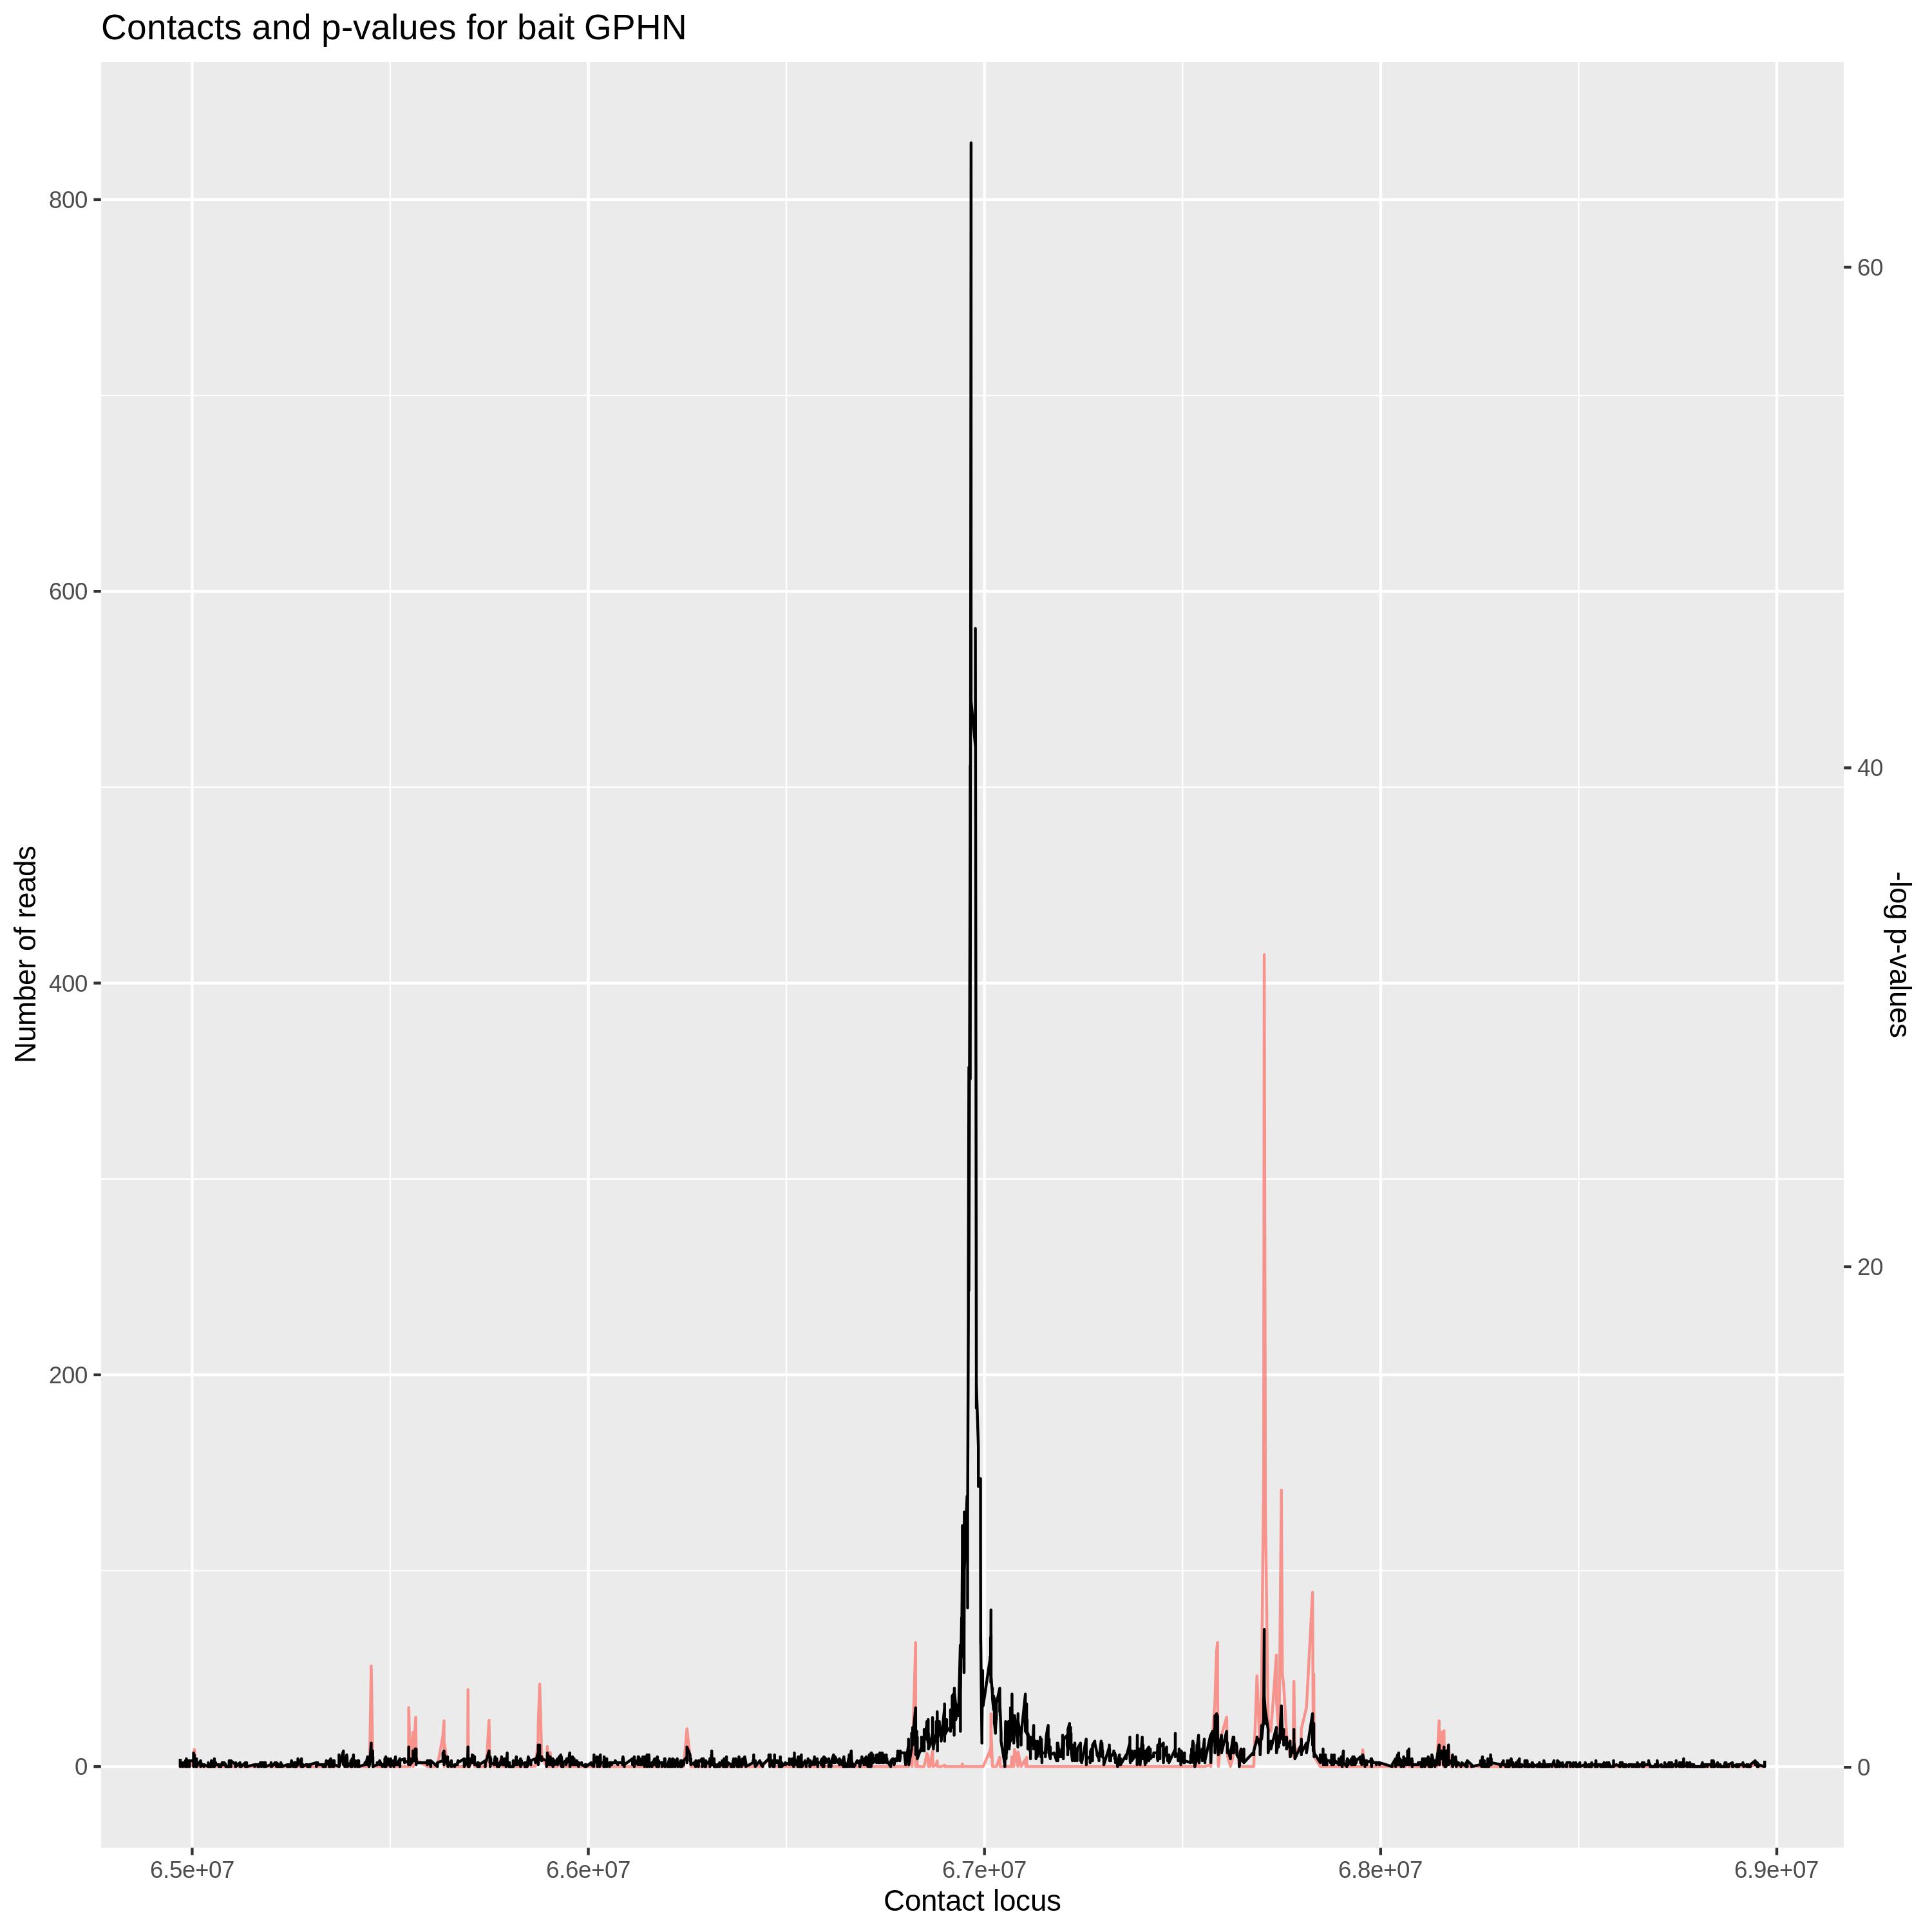 Contacts and p-values for bait GPHN
800
600
400
200
0
Number of reads
60
40
20
0
-log p-values
6.5e+07
6.6e+07
6.7e+07
6.8e+07
6.9e+07
Contact locus